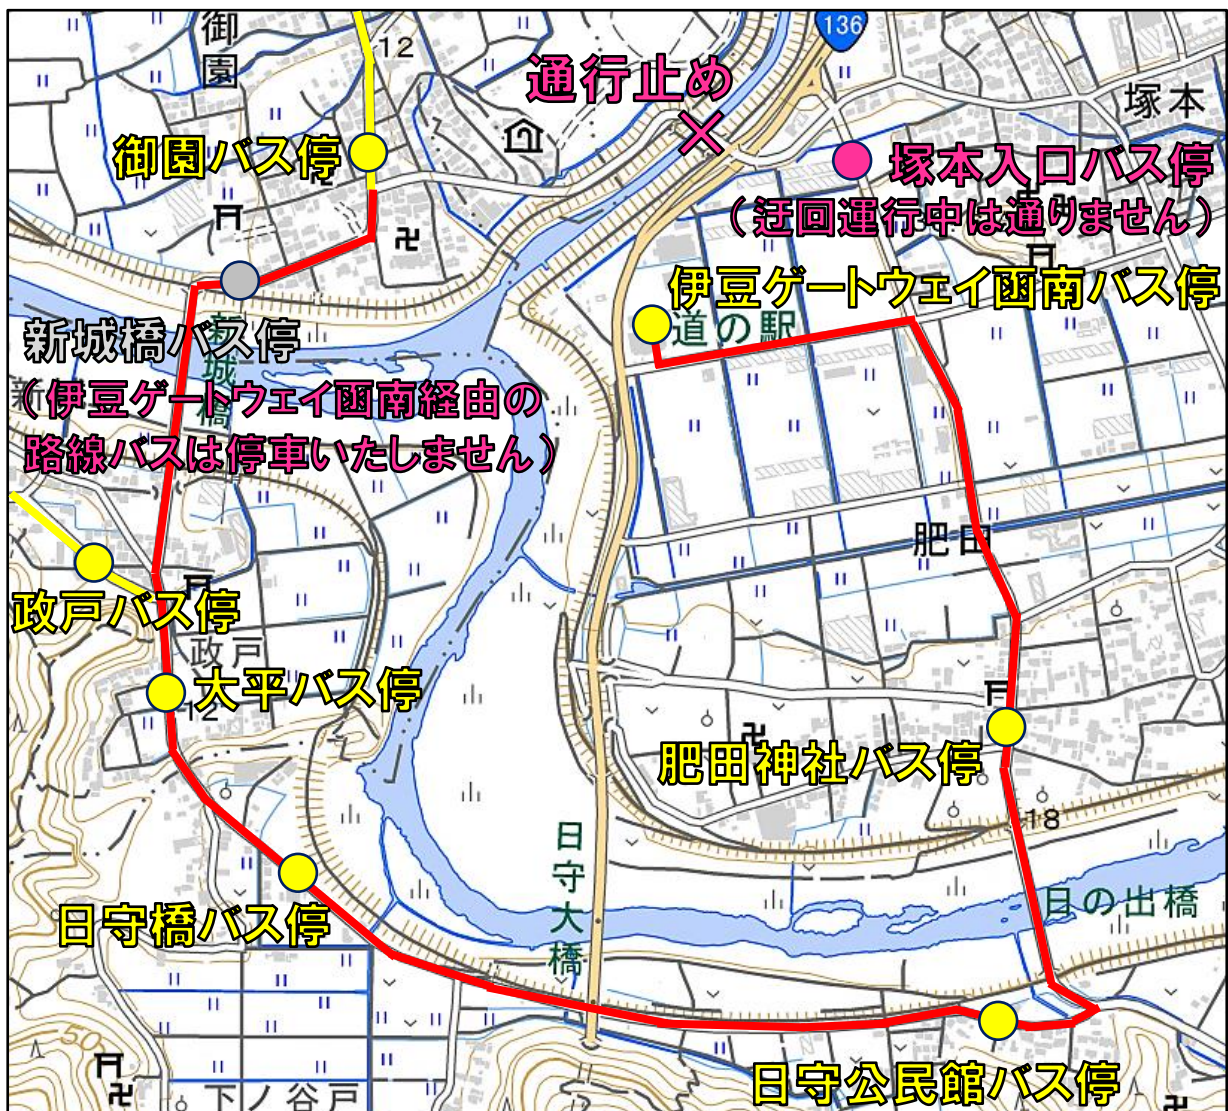 御園
12
136
通行止め
塚本
御園バス停
塚本入口バス停
（迂回運行中は通りません）
伊豆ゲートウェイ函南バス停
道の駅
新城橋バス停
新城橋
（伊豆ゲートウェイ函南経由の
路線バスは停車いたしません）
肥田
政戸バス停
政戸
大平バス停
12
肥田神社バス停
18
日守大橋
日の出橋
日守橋バス停
日守公民館バス停
50
下ノ谷戸